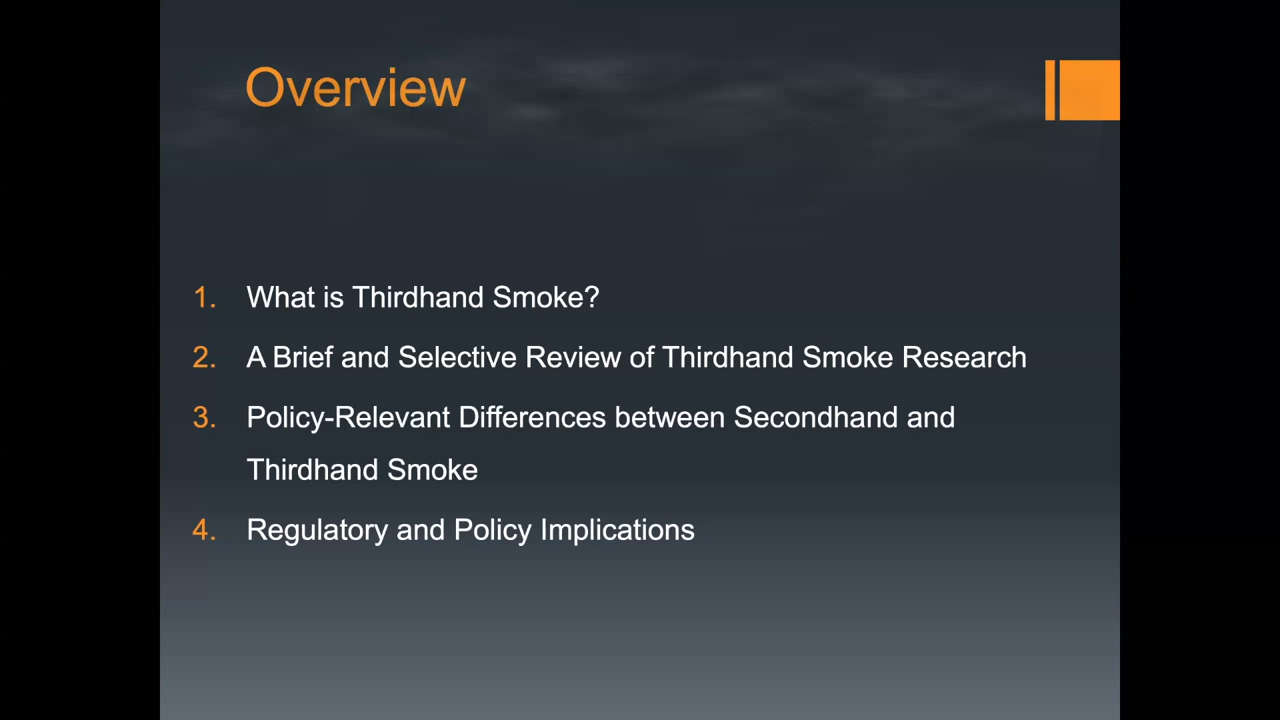 Overview
1. What is Thirdhand Smoke?
2. A Brief and Selective Review of Thirdhand Smoke Research
3. Policy-Relevant Differences between Secondhand and
Thirdhand Smoke
4. Regulatory and Policy Implications